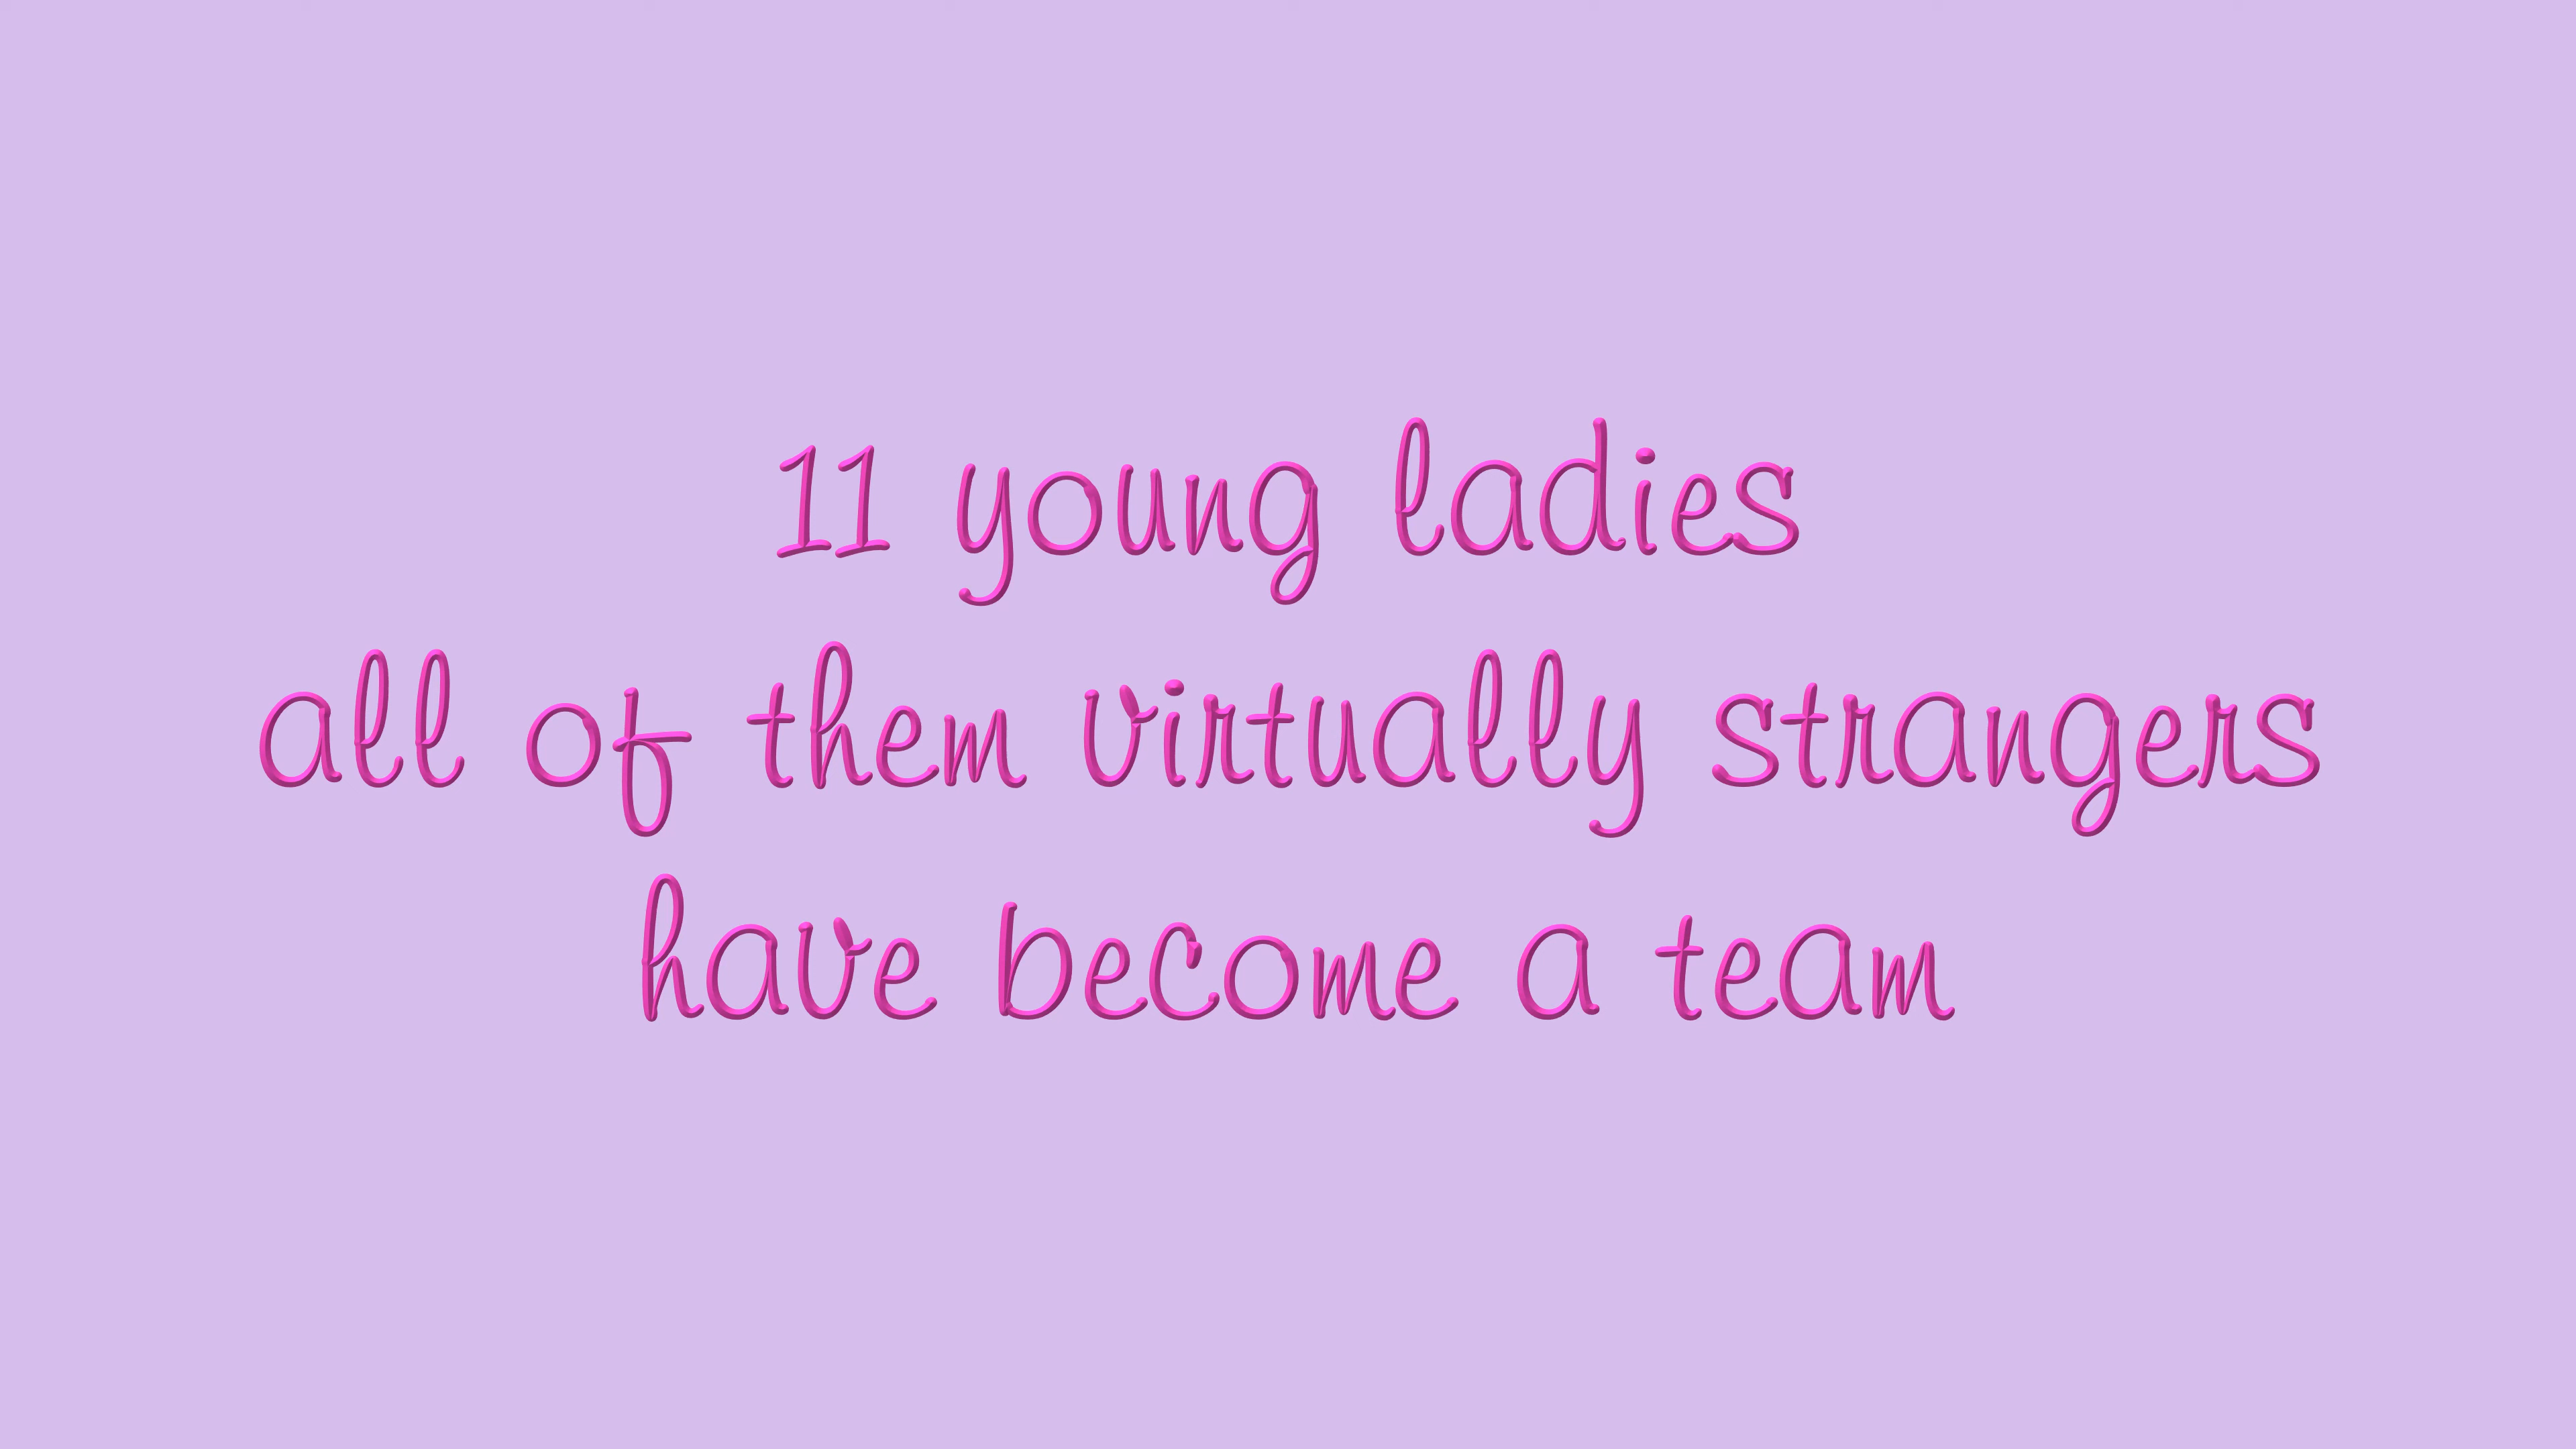 11 young ladies
all of them virtually strangers
have become a team